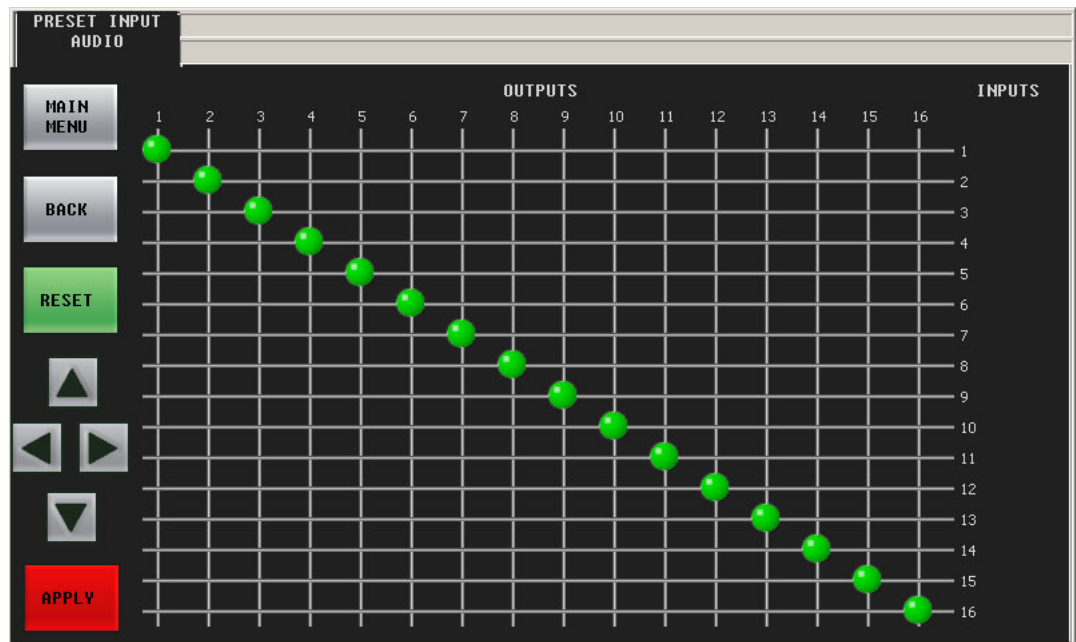 PRESET INPUT
AUDIO
OUTPUTS
INPUTS
MAIN
MENU
1 2 3 4 5 6 7 8 9 10 11 12 13 14 15 16
1
2
BACK
3
4
5
RESET
6
7
8
9
10
11
12
13
14
15
APPLY
16